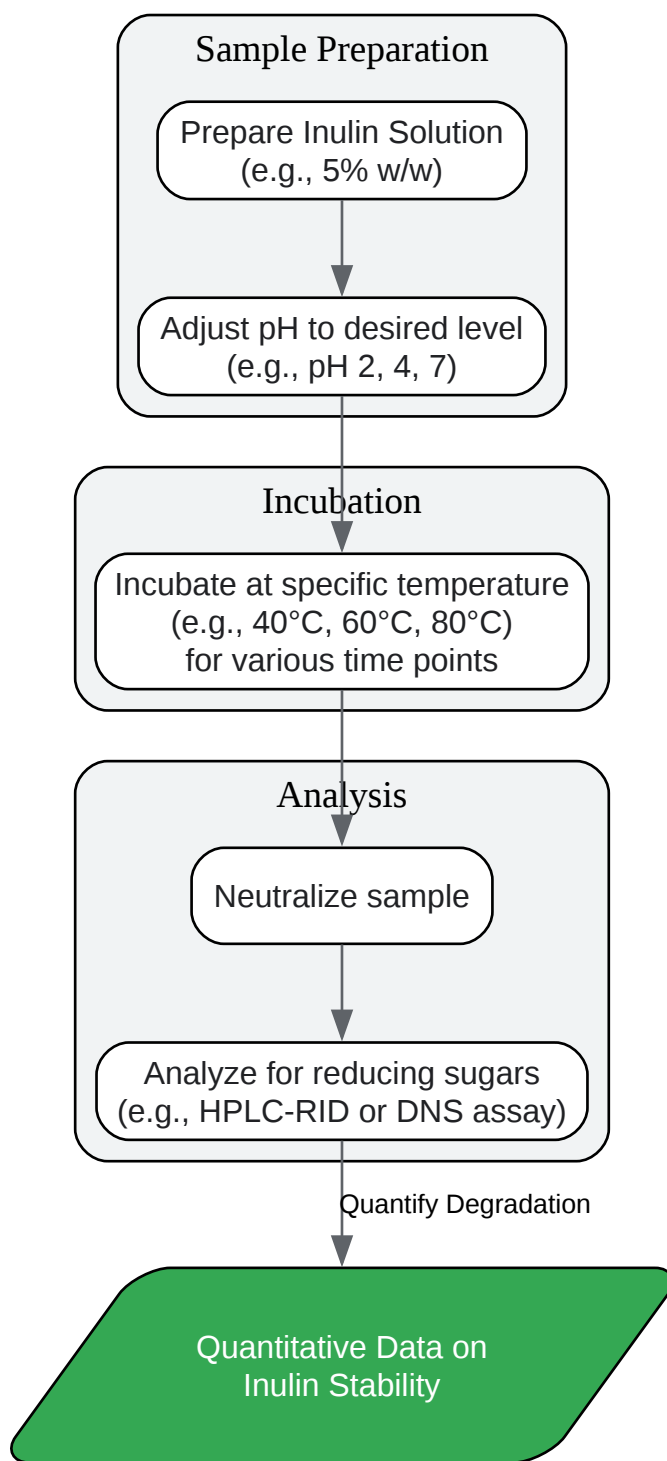 Sample Preparation
Prepare Inulin Solution
(e.g., 5% w/w)
Adjust pH to desired level
(e.g., pH 2, 4, 7)
Incubation
Incubate at specific temperature
(e.g., 40°C, 60°C, 80°C)
for various time points
Analysis
Neutralize sample
Analyze for reducing sugars
(e.g., HPLC-RID or DNS assay)
Quantify Degradation
Quantitative Data on
Inulin Stability